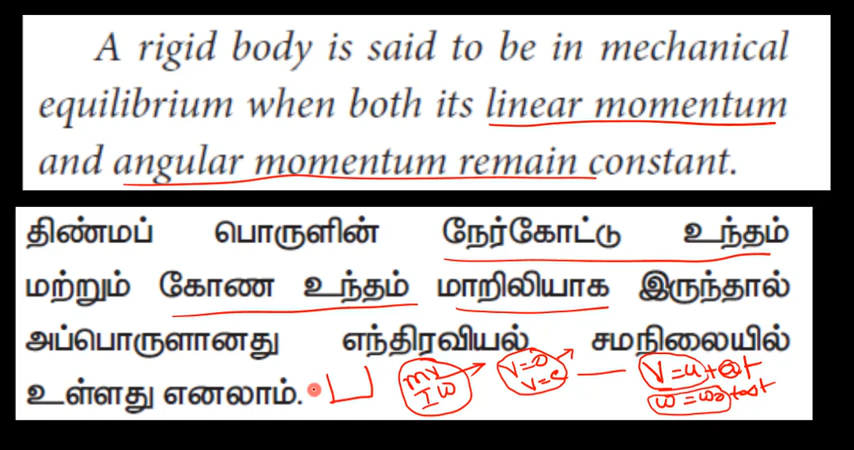 A rigid body is said to be in mechanical
equilibrium when both its linear momentum
and angular momentum remain constant.
திண்மப் பொருளின் நேர்கோட்டு உந்தம்
மற்றும் கோண உந்தம் மாறிலியாக இருந்தால்
அப்பொருளானது எந்திரவியல் சமநிலையில்
உள்ளது எனலாம்.
mv
Iω
V=0
V=c
V=u+at
ω=ω₀+αt